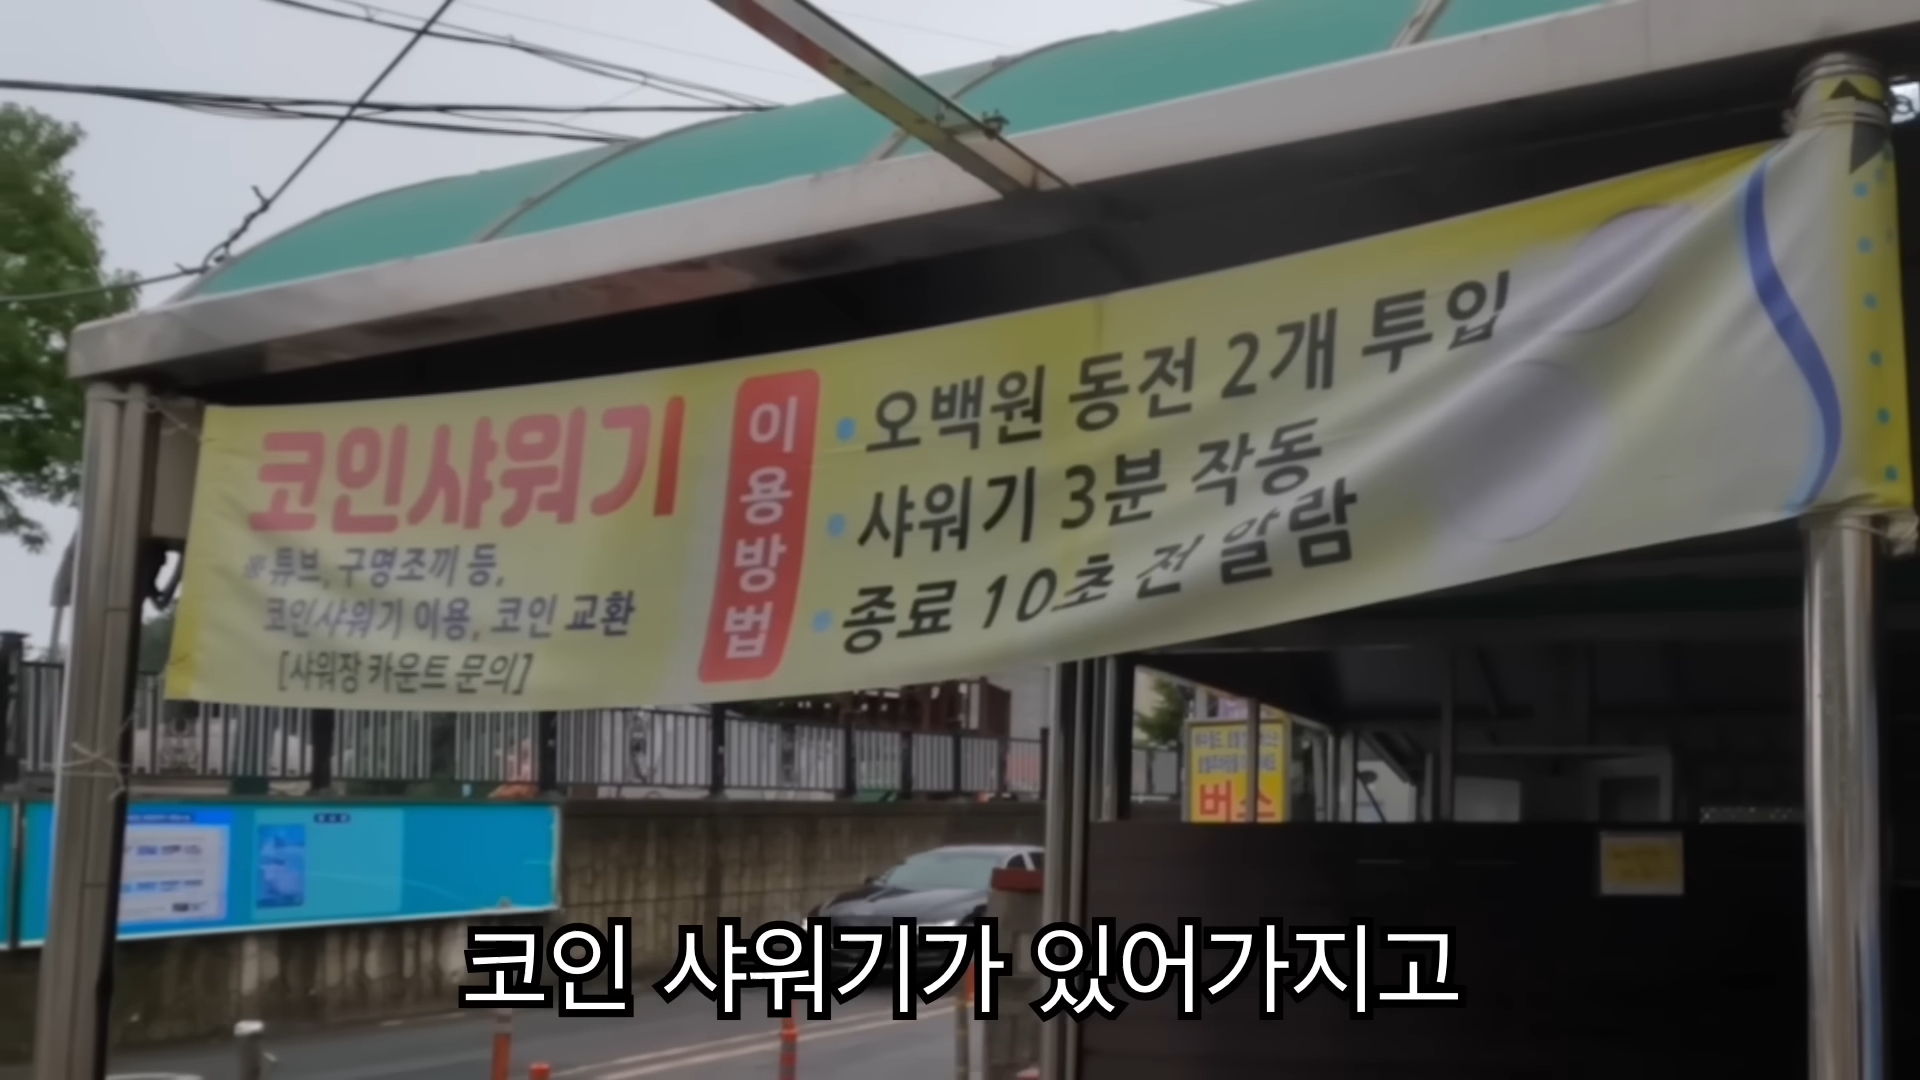 코인샤워기
※ 튜브, 구명조끼 등,
코인샤워기 이용, 코인 교환
[샤워장 카운트 문의]
이용방법
• 오백원 동전 2개 투입
• 샤워기 3분 작동
• 종료 10초 전 알람
버스
코인 샤워기가 있어가지고